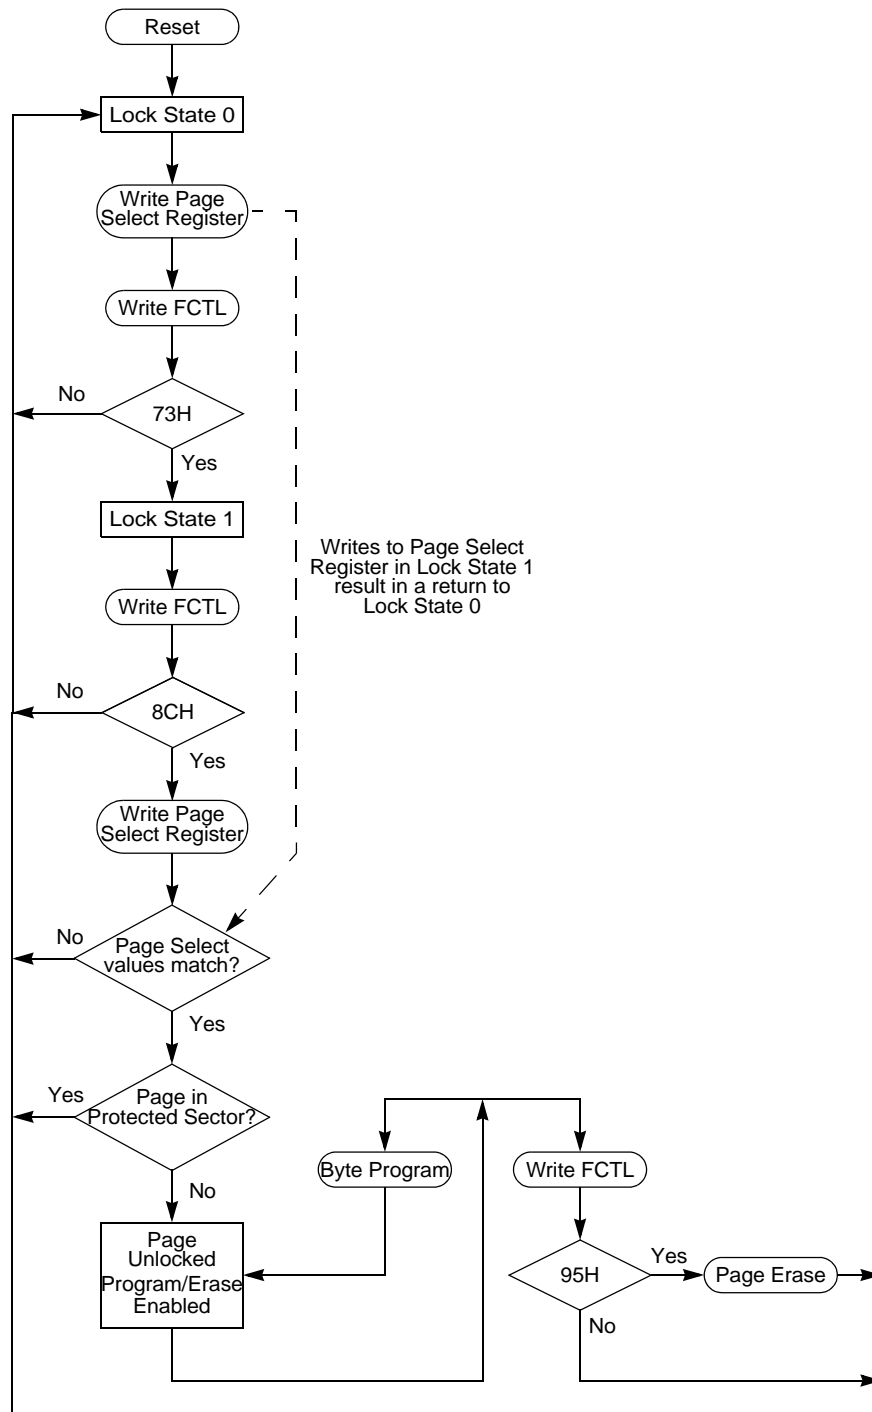 Reset
Lock State 0
Write Page
Select Register
Write FCTL
No
73H
Yes
Lock State 1
Writes to Page Select
Register in Lock State 1
result in a return to
Lock State 0
Write FCTL
No
8CH
Yes
Write Page
Select Register
No
Page Select
values match?
Yes
Yes
Page in
Protected Sector?
No
Byte Program
Write FCTL
Page
Unlocked
Program/Erase
Enabled
95H
Yes
Page Erase
No